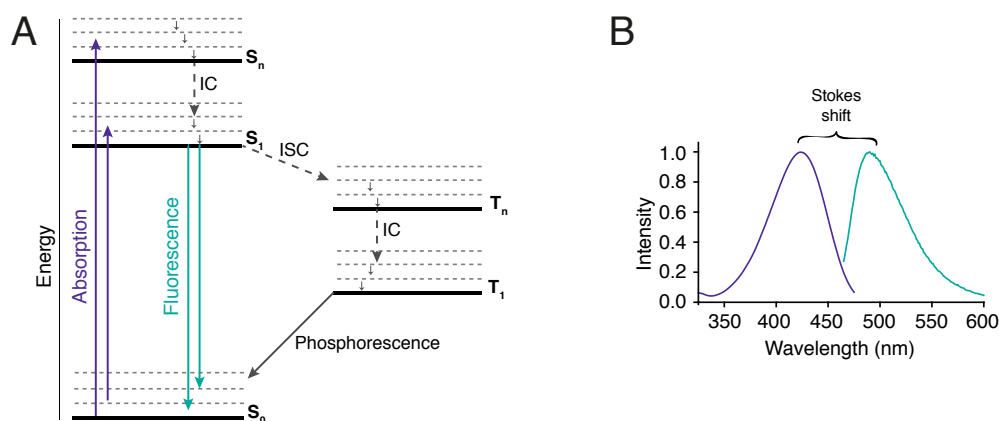 A
Energy
Absorption
Fluorescence
Sn
IC
S1
ISC
Tn
IC
T1
Phosphorescence
S0
B
Stokes
shift
Intensity
1.0
0.8
0.6
0.4
0.2
0.0
350 400 450 500 550 600
Wavelength (nm)